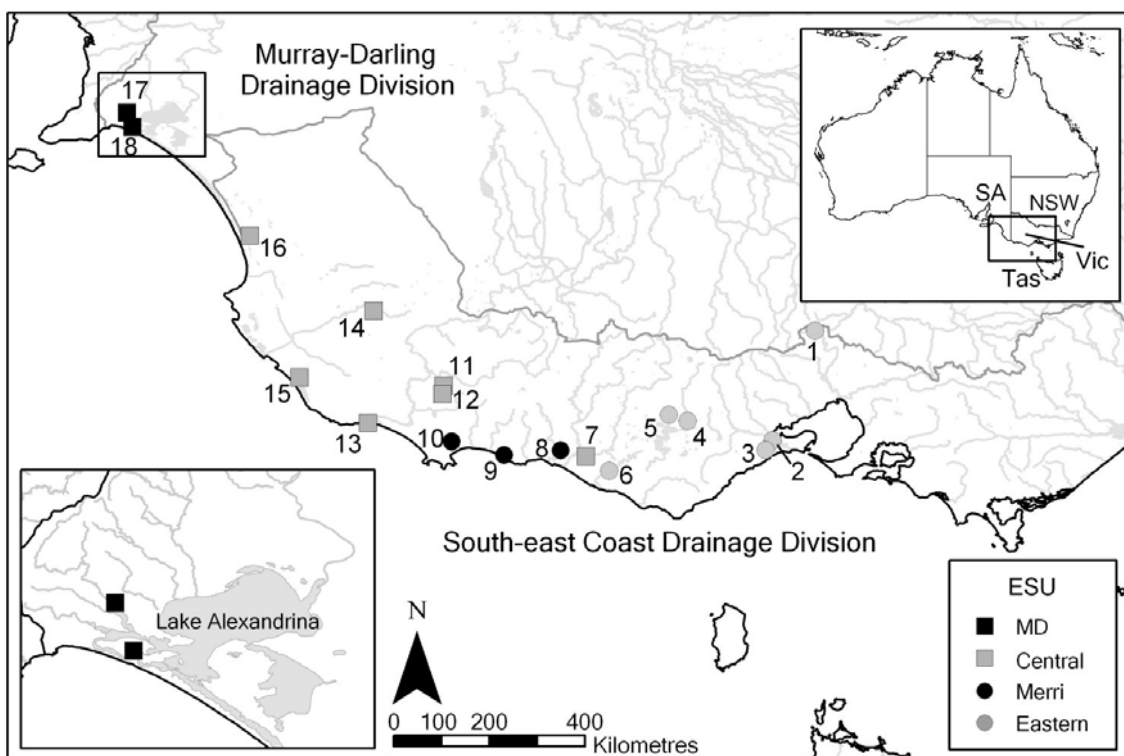 Murray-Darling
Drainage Division
17
18
16
14
15
11
12
13
10
9
8
7
6
5
4
3
2
1
SA
NSW
Vic
Tas
South-east Coast Drainage Division
Lake Alexandrina
N
0 100 200 400
Kilometres
ESU
MD
Central
Merri
Eastern